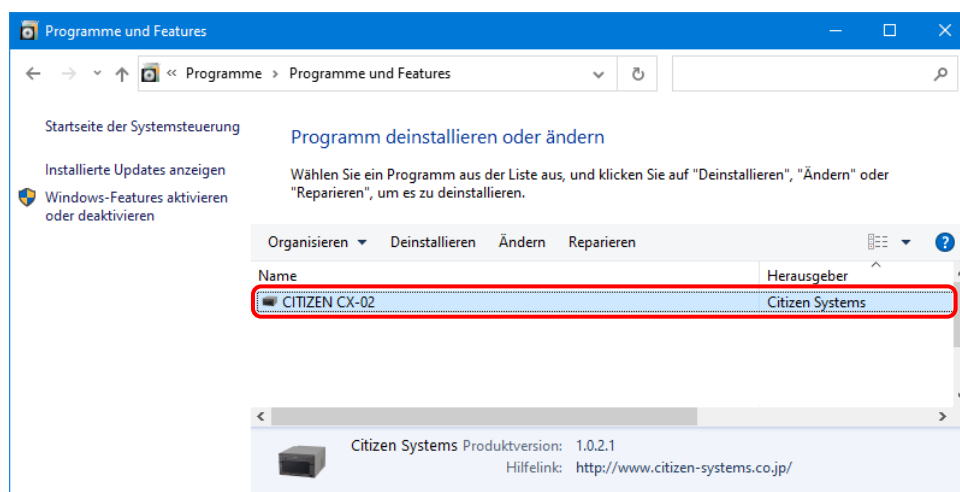 Programme und Features
« Programme > Programme und Features
Startseite der Systemsteuerung
Installierte Updates anzeigen
Windows-Features aktivieren
oder deaktivieren
Programm deinstallieren oder ändern
Wählen Sie ein Programm aus der Liste aus, und klicken Sie auf "Deinstallieren", "Ändern" oder
"Reparieren", um es zu deinstallieren.
Organisieren Deinstallieren Ändern Reparieren
Name Herausgeber
CITIZEN CX-02 Citizen Systems
Citizen Systems Produktversion: 1.0.2.1
Hilfelink: http://www.citizen-systems.co.jp/